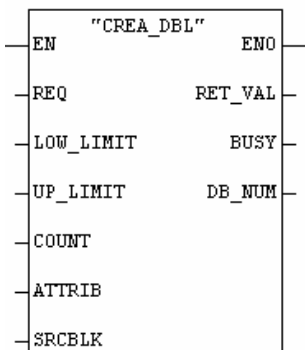 "CREA_DBL"
EN ENO
REQ RET_VAL
LOW_LIMIT BUSY
UP_LIMIT DB_NUM
COUNT
ATTRIB
SRCBLK